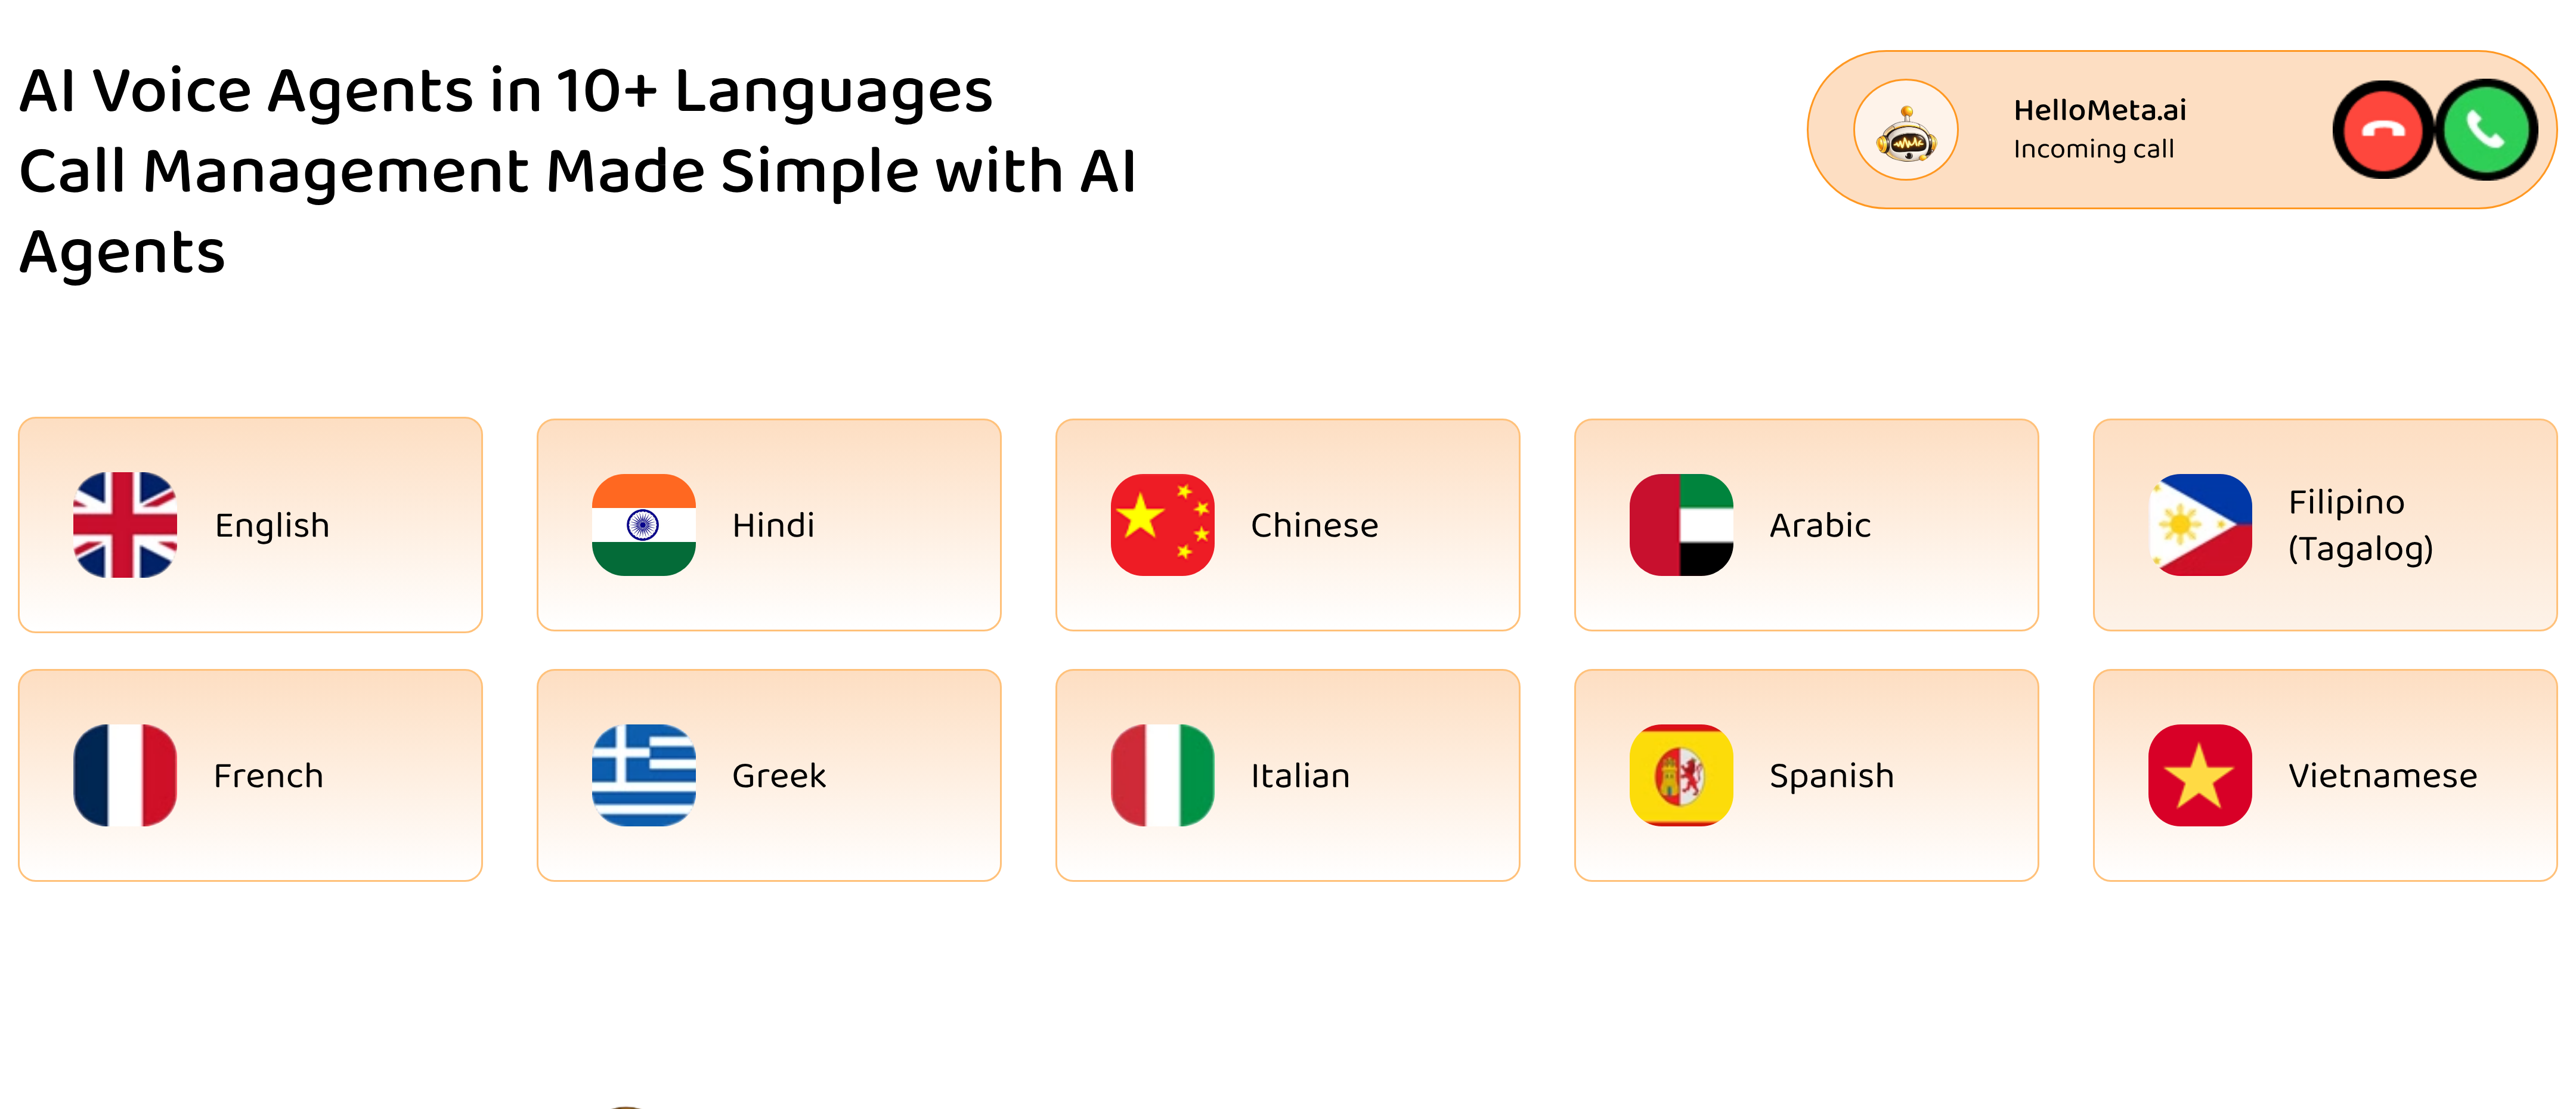 AI Voice Agents in 10+ Languages
Call Management Made Simple with AI
Agents
HelloMeta.ai
Incoming call
English
Hindi
Chinese
Arabic
Filipino
(Tagalog)
French
Greek
Italian
Spanish
Vietnamese